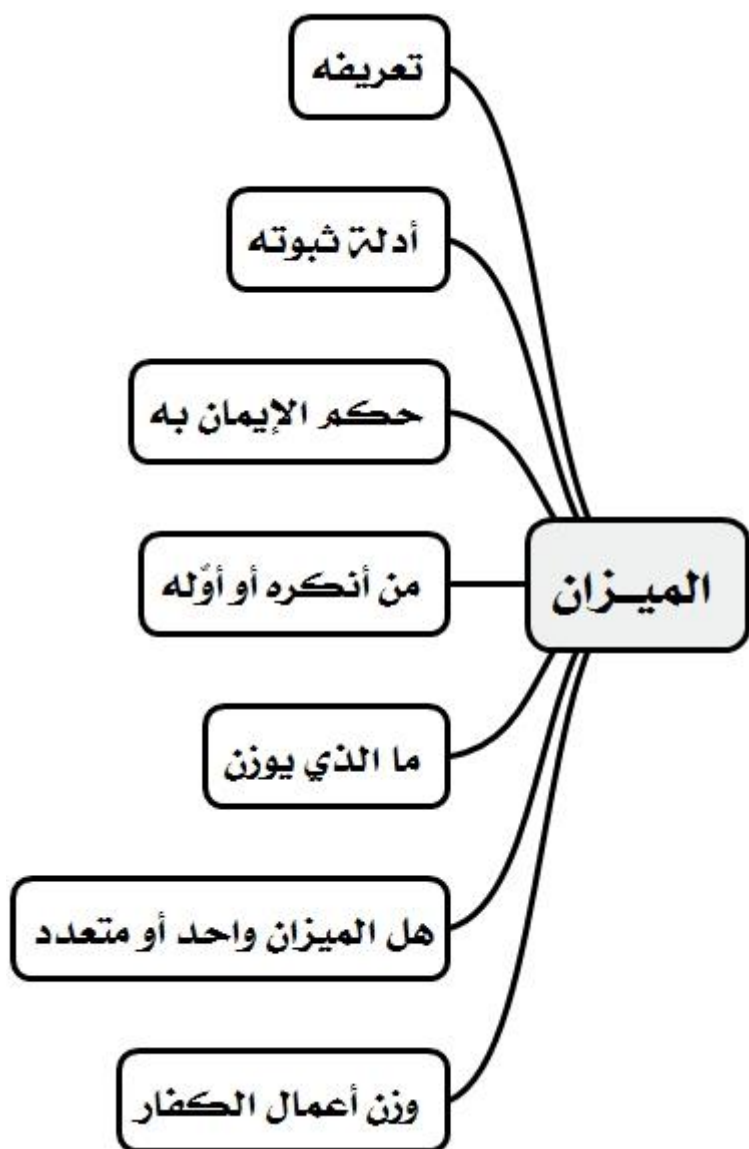 الميـزان
تعريفه
أدلة ثبوته
حكم الإيمان به
من أنكره أو أوّله
ما الذي يوزن
هل الميزان واحد أو متعدد
وزن أعمال الكفار